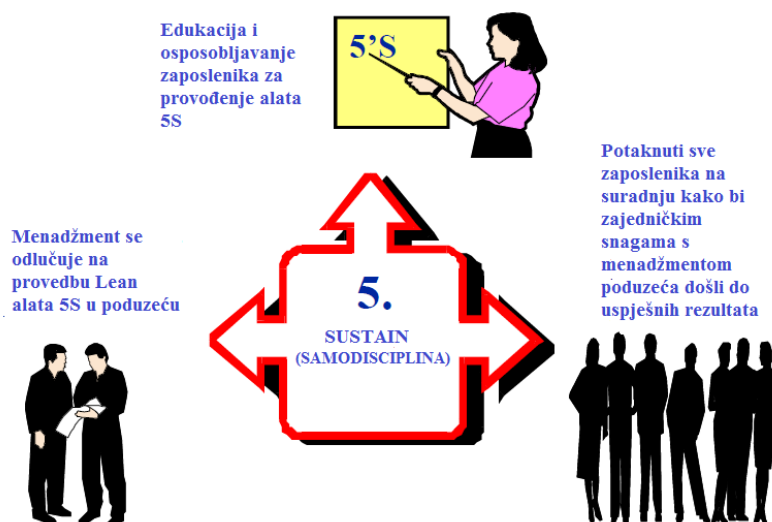 Edukacija i
osposobljavanje
zaposlenika za
provođenje alata
5S
5'S
Potaknuti sve
zaposlenika na
suradnju kako bi
zajedničkim
snagama s
menadžmentom
poduzeća došli do
uspješnih rezultata
Menadžment se
odlučuje na
provedbu Lean
alata 5S u poduzeću
5.
SUSTAIN
(SAMODISCIPLINA)